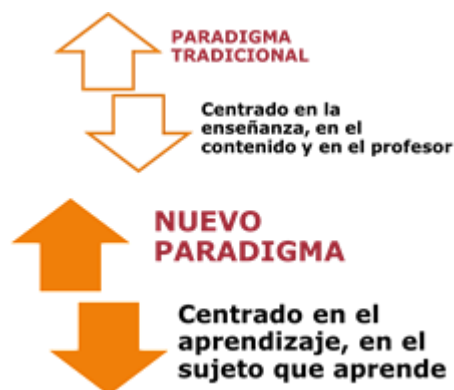 PARADIGMA
TRADICIONAL
Centrado en la
enseñanza, en el
contenido y en el profesor
NUEVO
PARADIGMA
Centrado en el
aprendizaje, en el
sujeto que aprende